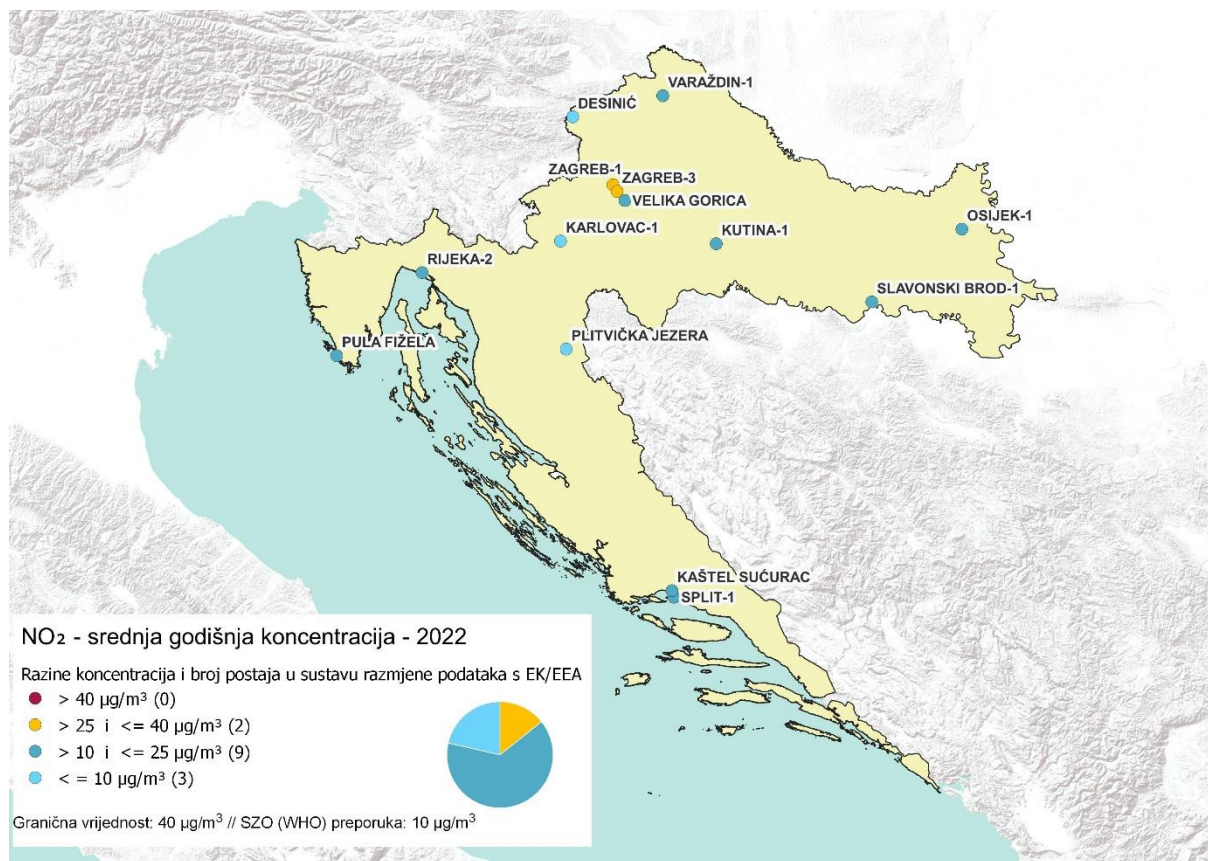 VARAŽDIN-1
DESINIĆ
ZAGREB-1
ZAGREB-3
VELIKA GORICA
OSIJEK-1
KARLOVAC-1
KUTINA-1
RIJEKA-2
SLAVONSKI BROD-1
PLITVIČKA JEZERA
PULA FIŽELA
KAŠTEL SUĆURAC
SPLIT-1
NO₂ - srednja godišnja koncentracija - 2022
Razine koncentracija i broj postaja u sustavu razmjene podataka s EK/EEA
> 40 µg/m³ (0)
> 25 i <= 40 µg/m³ (2)
> 10 i <= 25 µg/m³ (9)
< = 10 µg/m³ (3)
Granična vrijednost: 40 µg/m³ // SZO (WHO) preporuka: 10 µg/m³